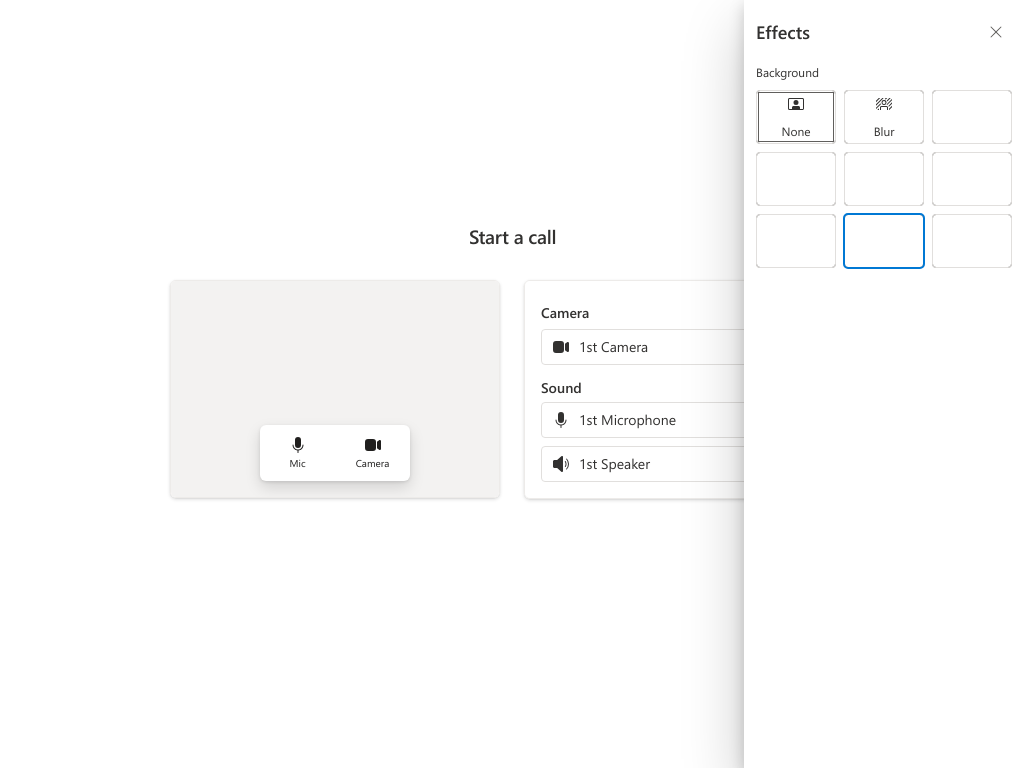 Effects
Background
None
Blur
Start a call
Camera
1st Camera
Sound
1st Microphone
1st Speaker
Mic
Camera